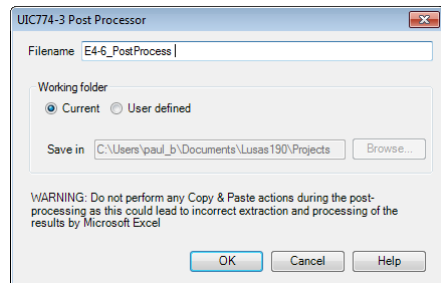 UIC774-3 Post Processor
Filename E4-6_PostProcess
Working folder
Current User defined
Save in C:\Users\paul_b\Documents\Lusas190\Projects Browse...
WARNING: Do not perform any Copy & Paste actions during the post-
processing as this could lead to incorrect extraction and processing of the
results by Microsoft Excel
OK Cancel Help